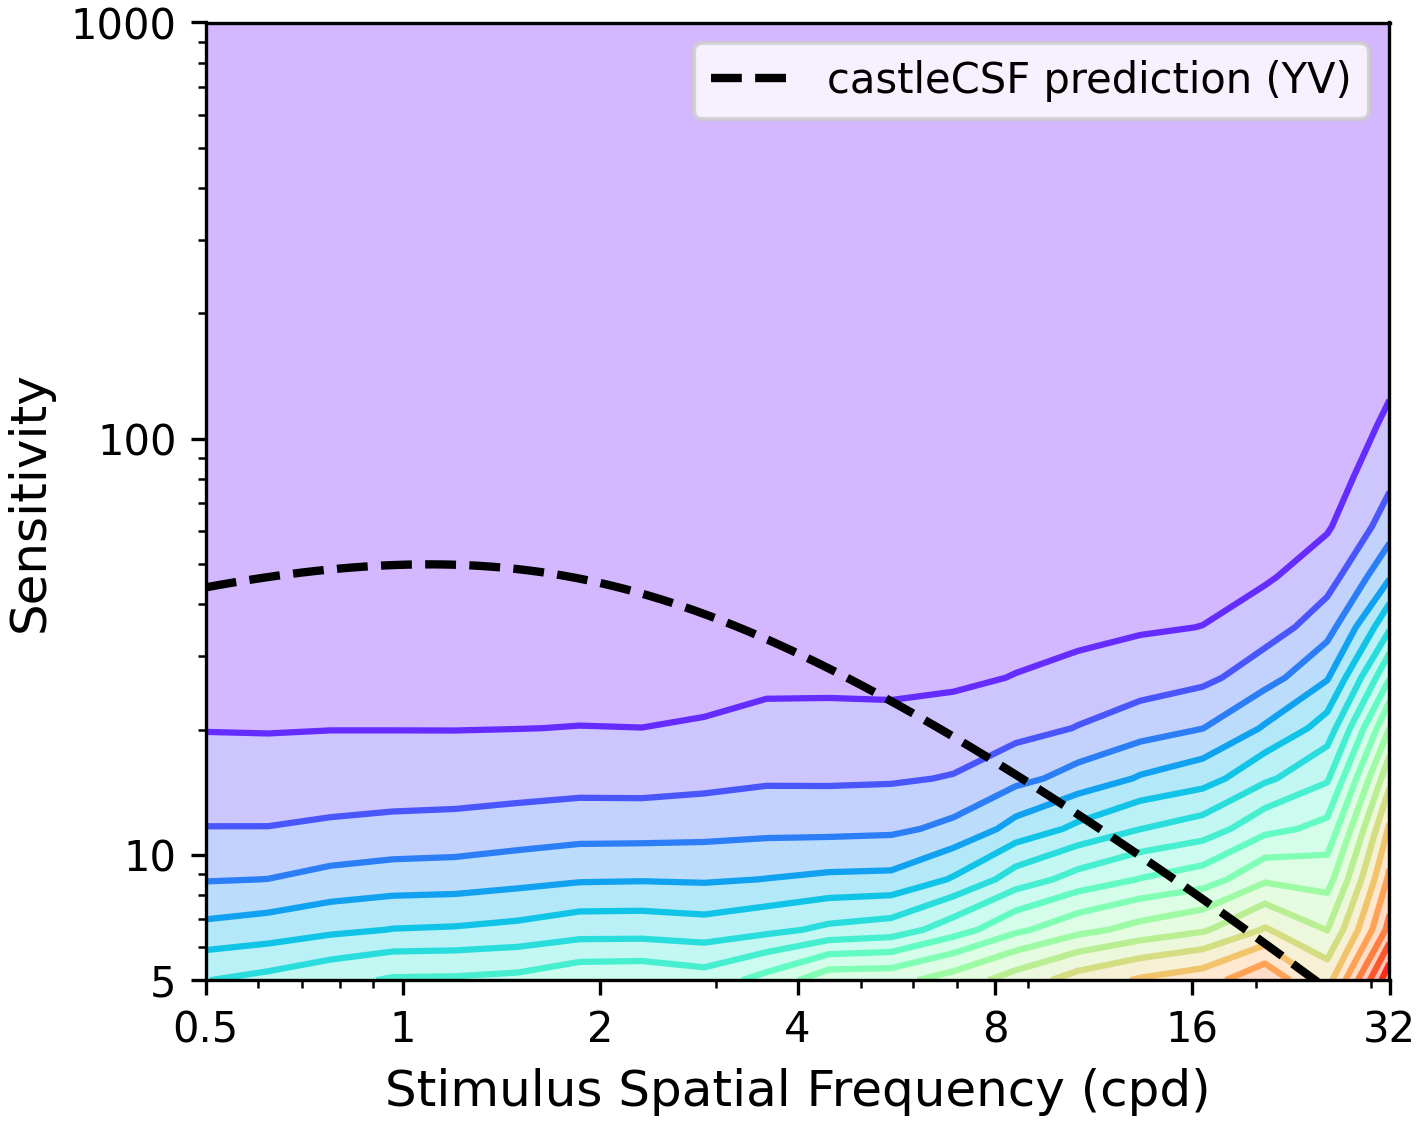 castleCSF prediction (YV)
Sensitivity
1000
100
10
5
0.5 1 2 4 8 16 32
Stimulus Spatial Frequency (cpd)